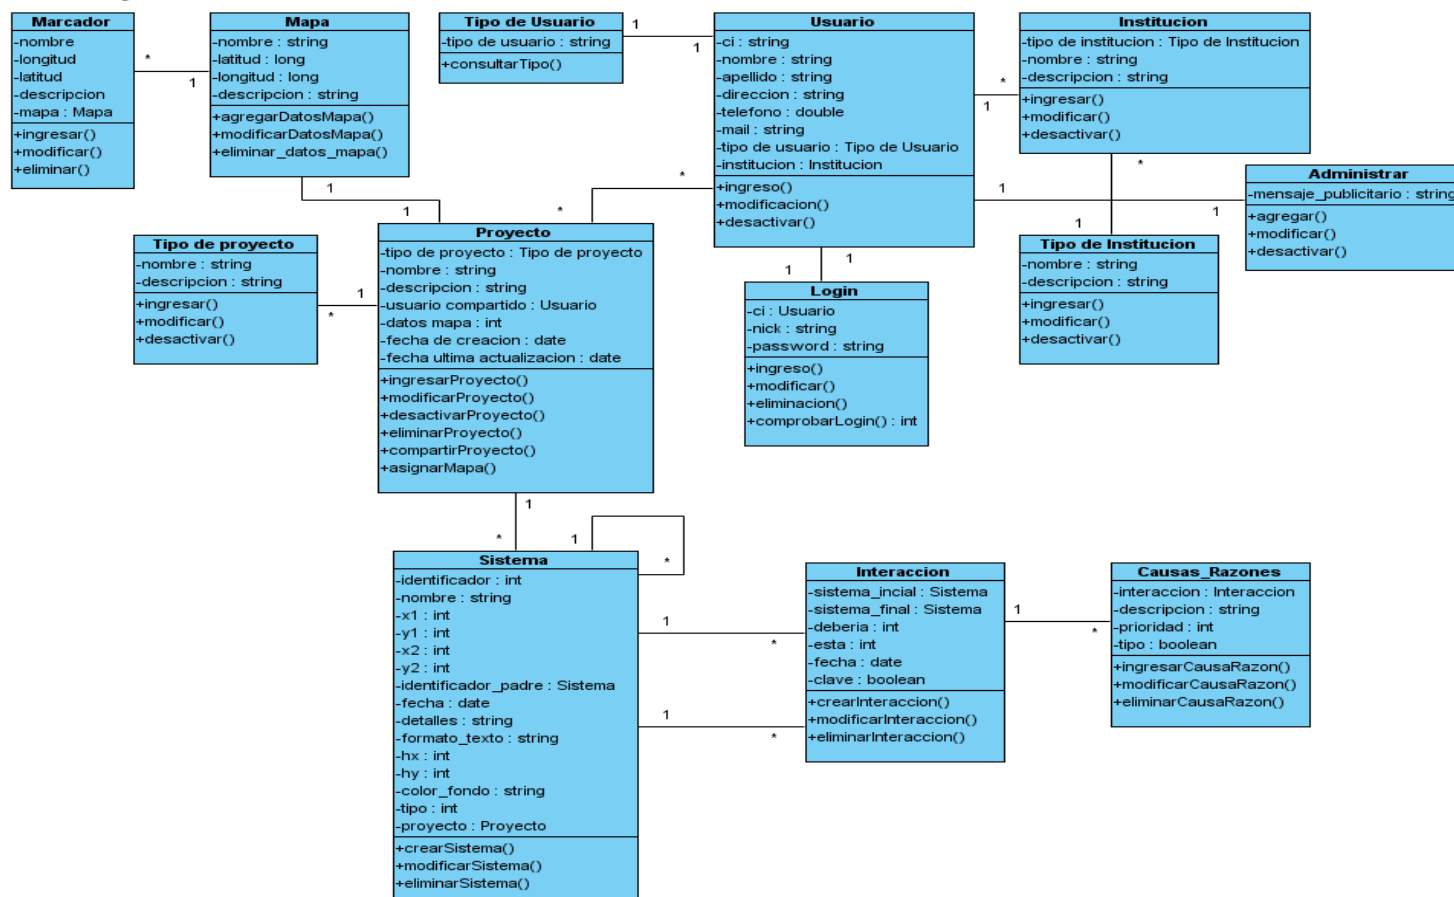 Marcador
-nombre
-longitud
-latitud
-descripcion
-mapa : Mapa
+ingresar()
+modificar()
+eliminar()
*
1
Mapa
-nombre : string
-latitud : long
-longitud : long
-descripcion : string
+agregarDatosMapa()
+modificarDatosMapa()
+eliminar_datos_mapa()
1
1
Tipo de Usuario
-tipo de usuario : string
+consultarTipo()
1
1
Usuario
-ci : string
-nombre : string
-apellido : string
-direccion : string
-telefono : double
-mail : string
-tipo de usuario : Tipo de Usuario
-institucion : Institucion
+ingreso()
+modificacion()
+desactivar()
*
*
*
1
Institucion
-tipo de institucion : Tipo de Institucion
-nombre : string
-descripcion : string
+ingresar()
+modificar()
+desactivar()
*
1
1
1
Administrar
-mensaje_publicitario : string
+agregar()
+modificar()
+desactivar()
Tipo de Institucion
-nombre : string
-descripcion : string
+ingresar()
+modificar()
+desactivar()
1
1
Login
-ci : Usuario
-nick : string
-password : string
+ingreso()
+modificar()
+eliminacion()
+comprobarLogin() : int
Tipo de proyecto
-nombre : string
-descripcion : string
+ingresar()
+modificar()
+desactivar()
1
*
Proyecto
-tipo de proyecto : Tipo de proyecto
-nombre : string
-descripcion : string
-usuario compartido : Usuario
-datos mapa : int
-fecha de creacion : date
-fecha ultima actualizacion : date
+ingresarProyecto()
+modificarProyecto()
+desactivarProyecto()
+eliminarProyecto()
+compartirProyecto()
+asignarMapa()
1
*
1
*
Sistema
-identificador : int
-nombre : string
-x1 : int
-y1 : int
-x2 : int
-y2 : int
-identificador_padre : Sistema
-fecha : date
-detalles : string
-formato_texto : string
-hx : int
-hy : int
-color_fondo : string
-tipo : int
-proyecto : Proyecto
+crearSistema()
+modificarSistema()
+eliminarSistema()
1
*
1
*
Interaccion
-sistema_incial : Sistema
-sistema_final : Sistema
-deberia : int
-esta : int
-fecha : date
-clave : boolean
+crearInteraccion()
+modificarInteraccion()
+eliminarInteraccion()
1
*
Causas_Razones
-interaccion : Interaccion
-descripcion : string
-prioridad : int
-tipo : boolean
+ingresarCausaRazon()
+modificarCausaRazon()
+eliminarCausaRazon()